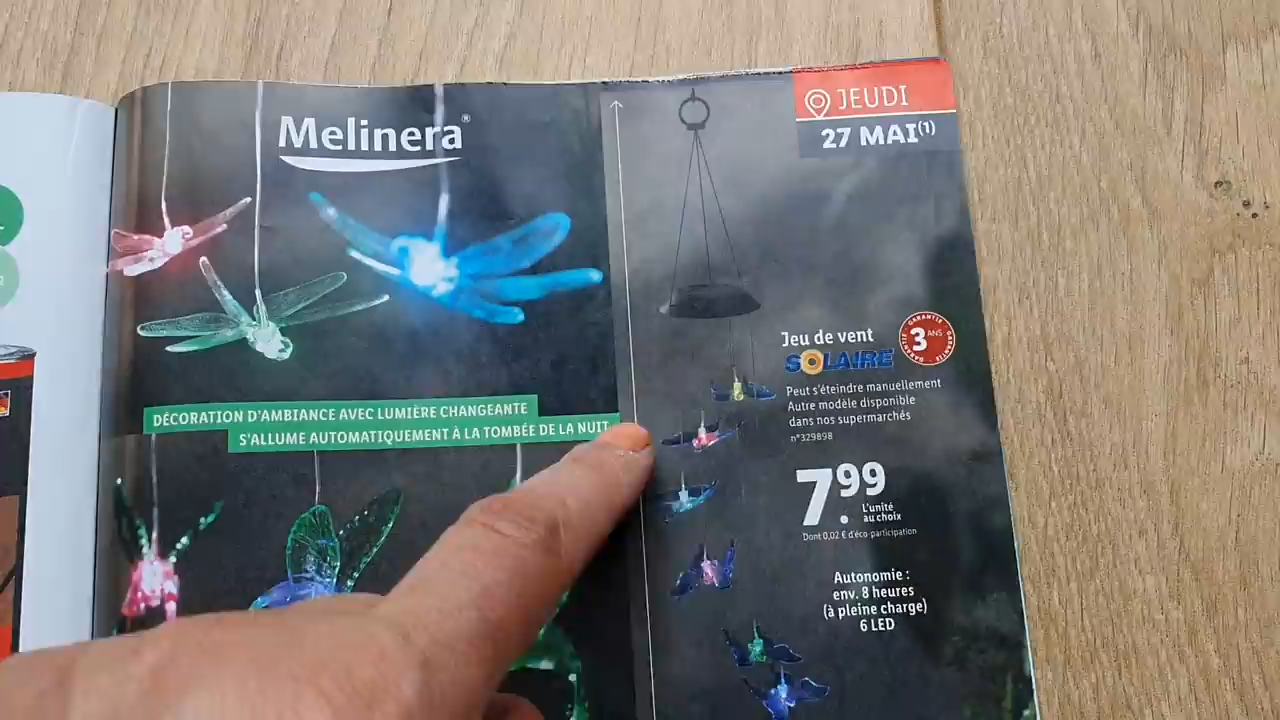 Melinera®
JEUDI
27 MAI(1)
Jeu de vent
SOLAIRE
GARANTIE
3 ANS
GARANTIE
Peut s'éteindre manuellement
Autre modèle disponible
dans nos supermarchés
n°329898
DÉCORATION D'AMBIANCE AVEC LUMIÈRE CHANGEANTE
S'ALLUME AUTOMATIQUEMENT À LA TOMBÉE DE LA NUIT
7.99
L'unité
au choix
Dont 0,02 € d'éco-participation
Autonomie :
env. 8 heures
(à pleine charge)
6 LED